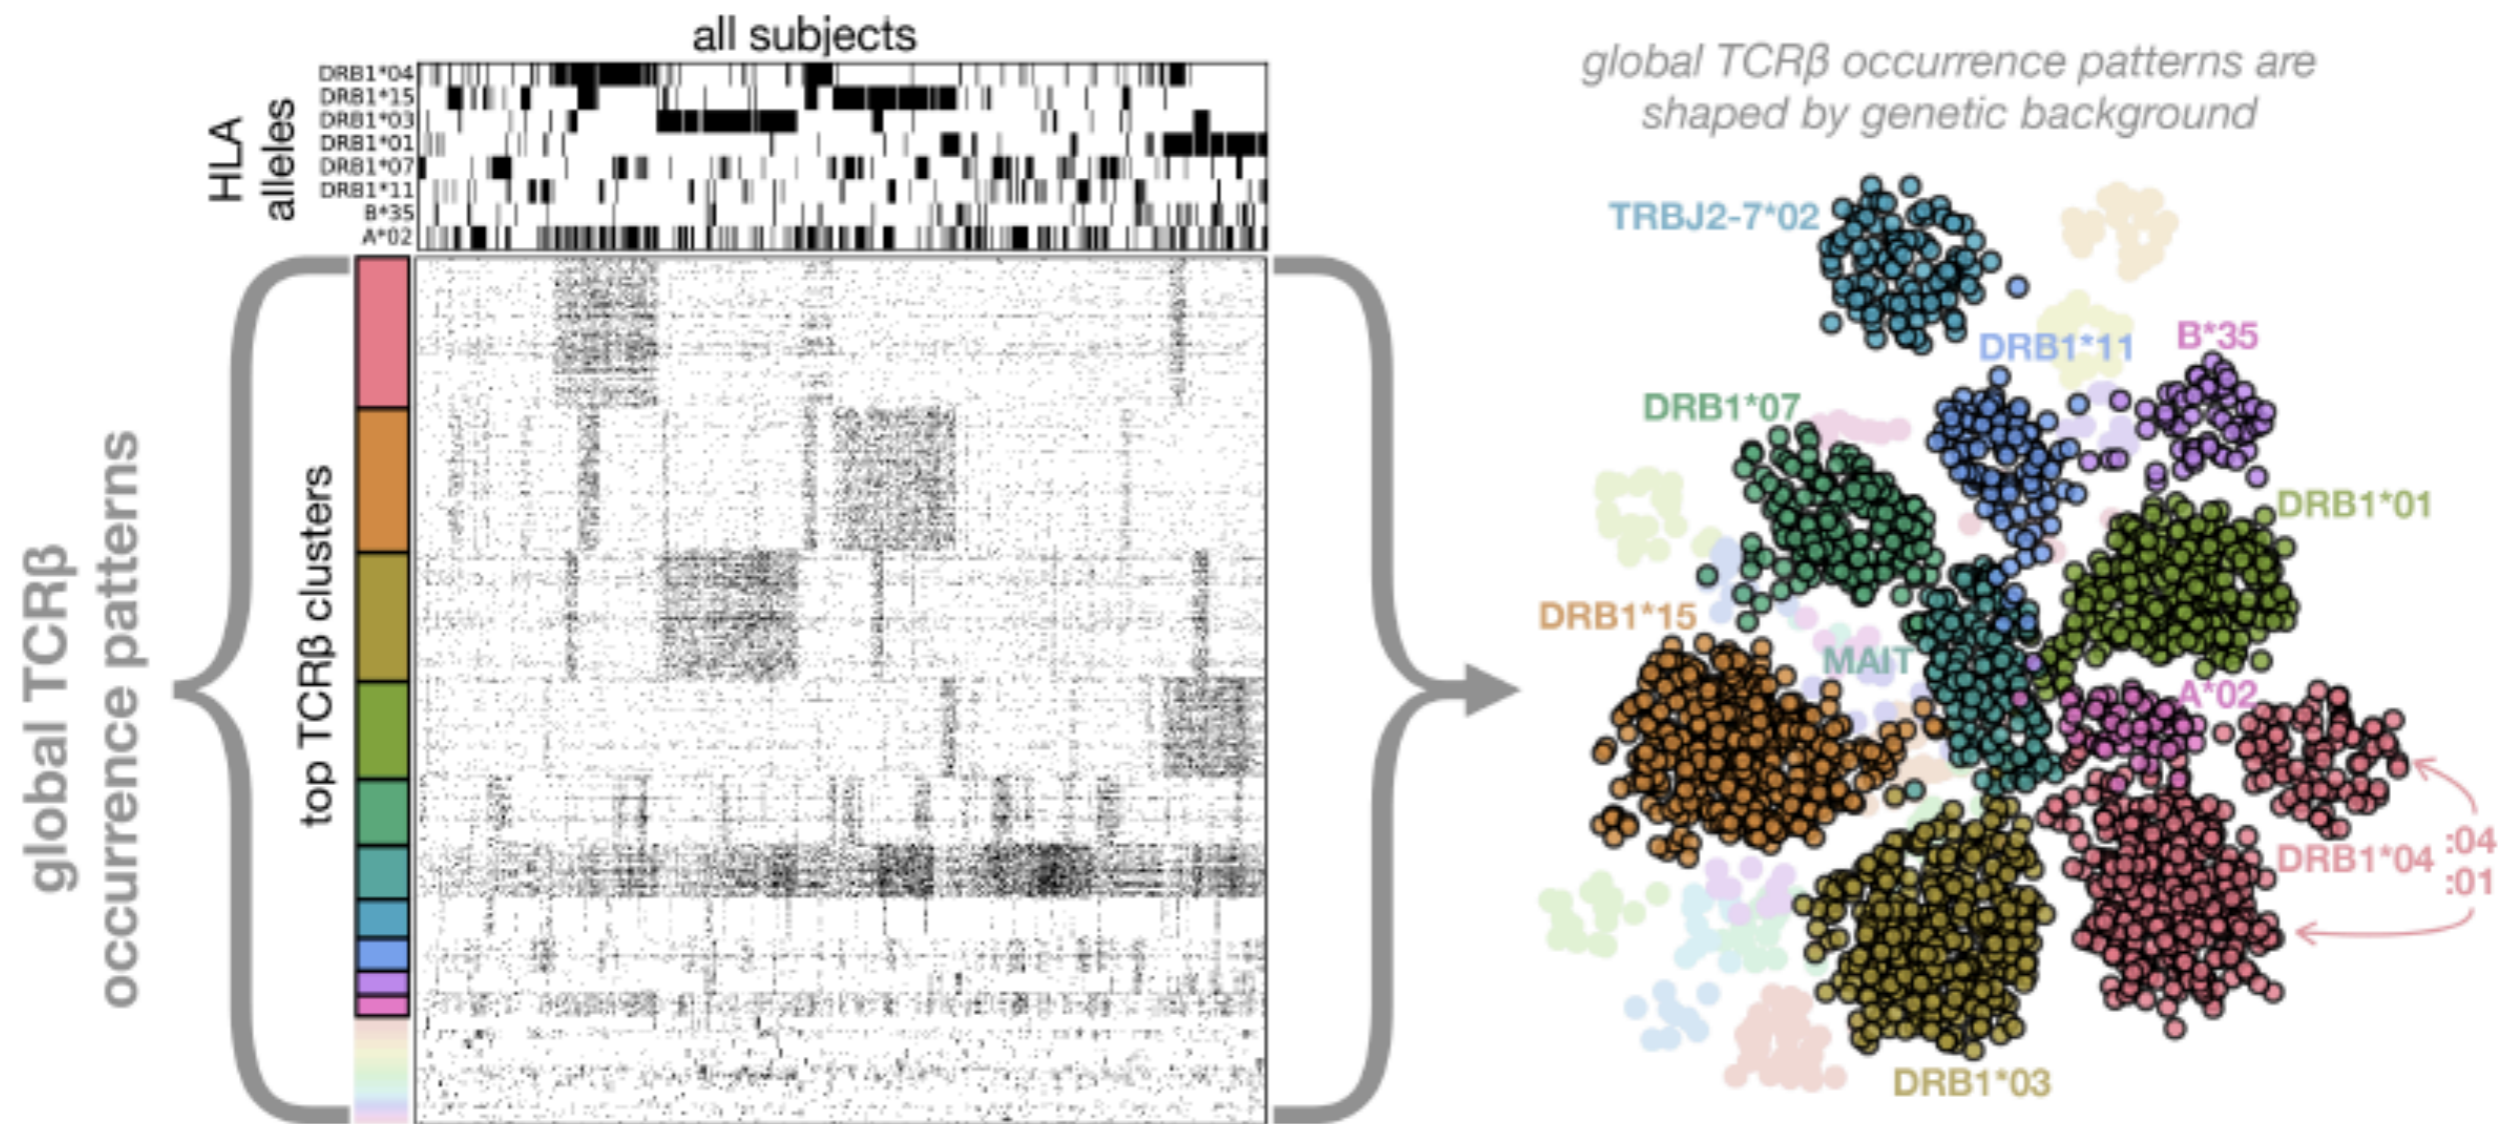 all subjects
HLA
alleles
DRB1*04
DRB1*15
DRB1*03
DRB1*01
DRB1*07
DRB1*11
B*35
A*02
global TCRβ
occurrence patterns
top TCRβ clusters
global TCRβ occurrence patterns are
shaped by genetic background
TRBJ2-7*02
DRB1*11
B*35
DRB1*07
DRB1*01
DRB1*15
MAIT
A*02
DRB1*04 :04
:01
DRB1*03